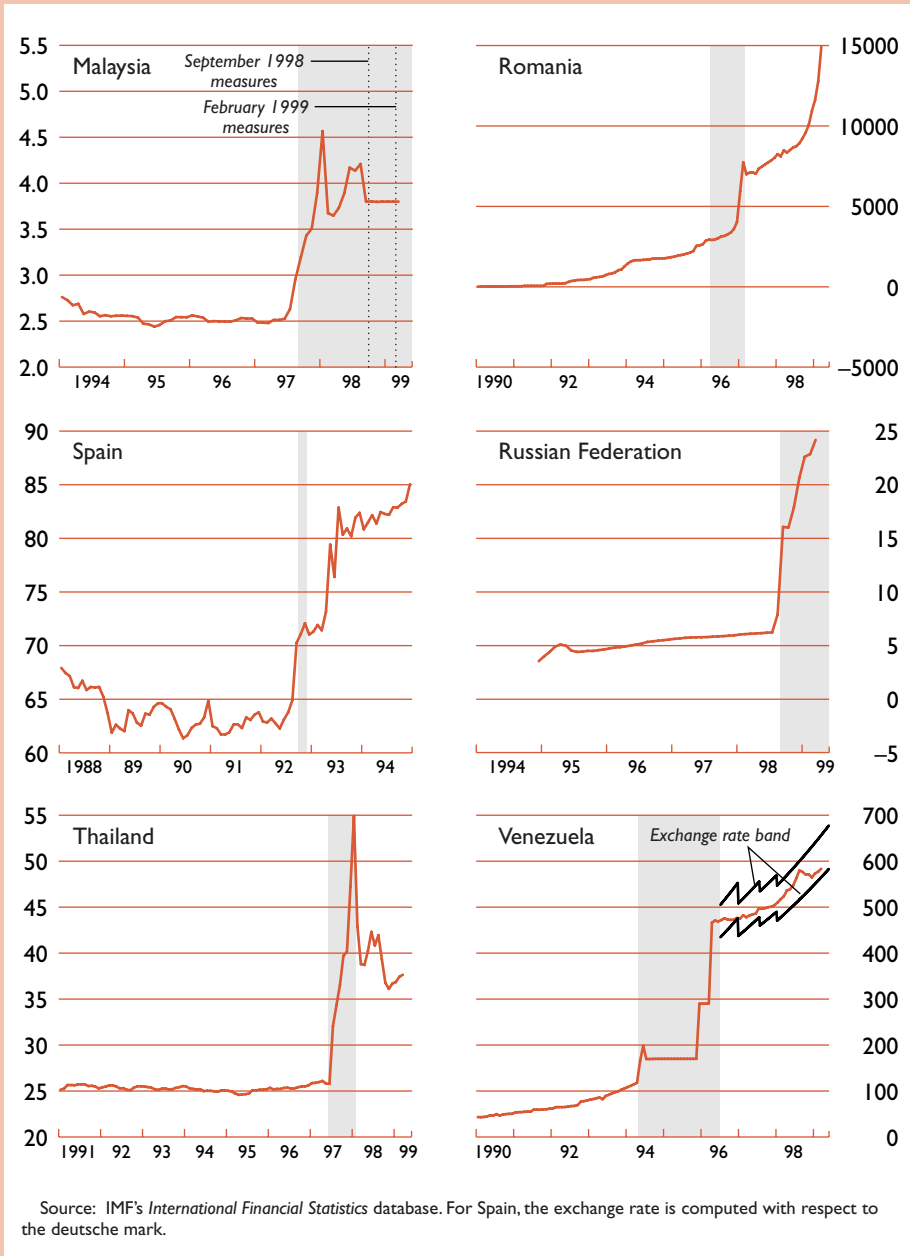 Malaysia
September 1998
measures
February 1999
measures
5.5
5.0
4.5
4.0
3.5
3.0
2.5
2.0
1994 95 96 97 98 99
Romania
15000
10000
5000
0
–5000
1990 92 94 96 98
Spain
90
85
80
75
70
65
60
1988 89 90 91 92 93 94
Russian Federation
25
20
15
10
5
0
–5
1994 95 96 97 98 99
Thailand
55
50
45
40
35
30
25
20
1991 92 93 94 95 96 97 98 99
Venezuela
Exchange rate band
700
600
500
400
300
200
100
0
1990 92 94 96 98
Source: IMF's International Financial Statistics database. For Spain, the exchange rate is computed with respect to
the deutsche mark.